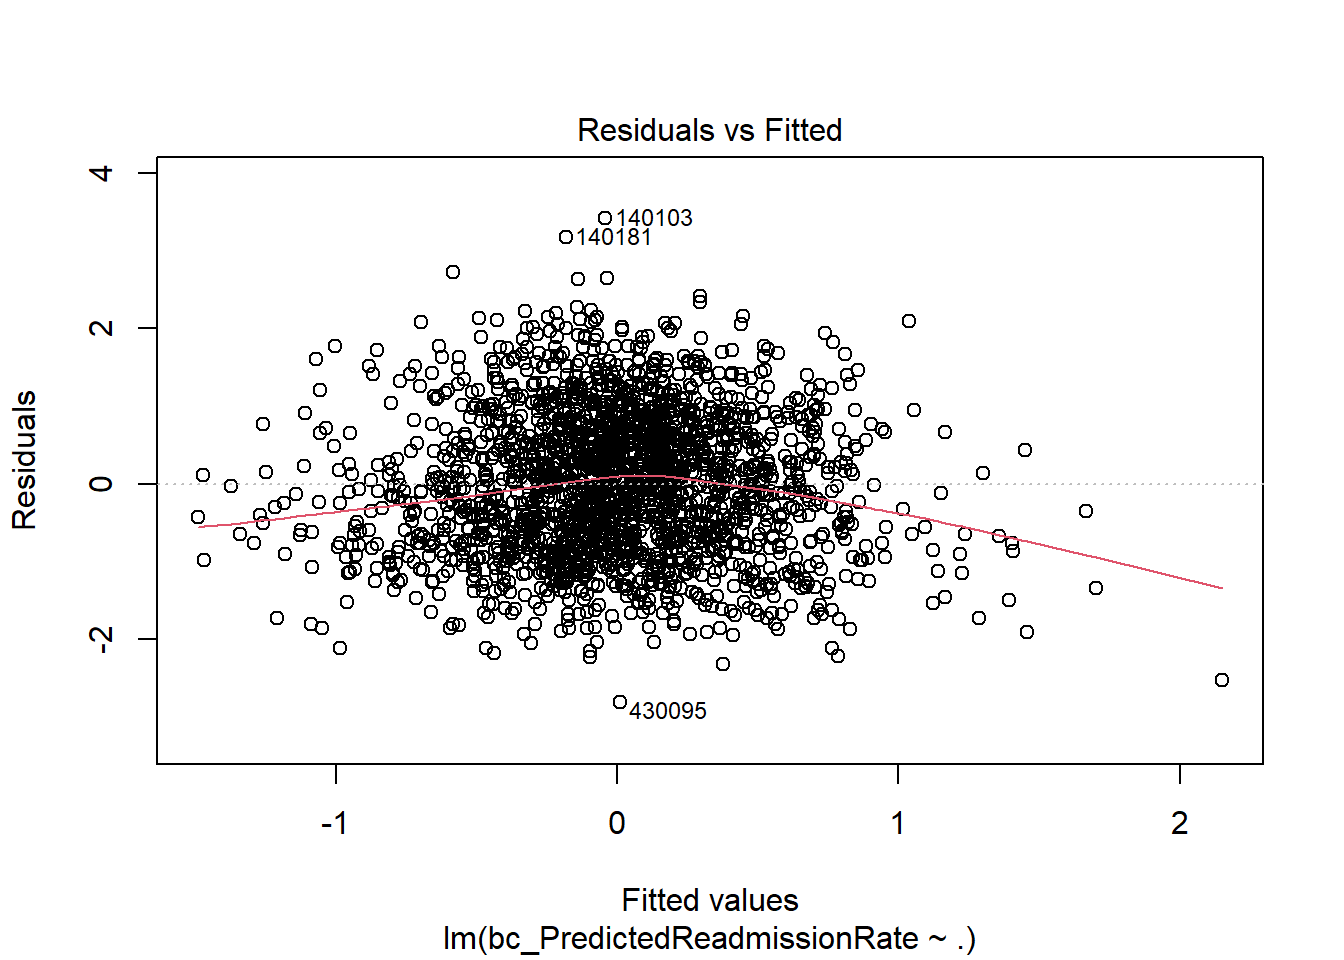 Residuals vs Fitted
Residuals
4
2
0
-2
140103
140181
430095
-1
0
1
2
Fitted values
lm(bc_PredictedReadmissionRate ~ .)